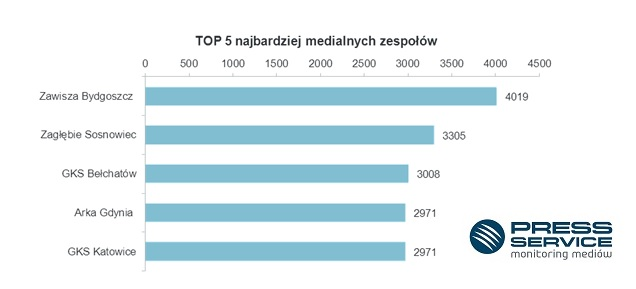 TOP 5 najbardziej medialnych zespołów
0 500 1000 1500 2000 2500 3000 3500 4000 4500
Zawisza Bydgoszcz 4019
Zagłębie Sosnowiec 3305
GKS Bełchatów 3008
Arka Gdynia 2971
GKS Katowice 2971
PRESS
SERVICE
monitoring mediów